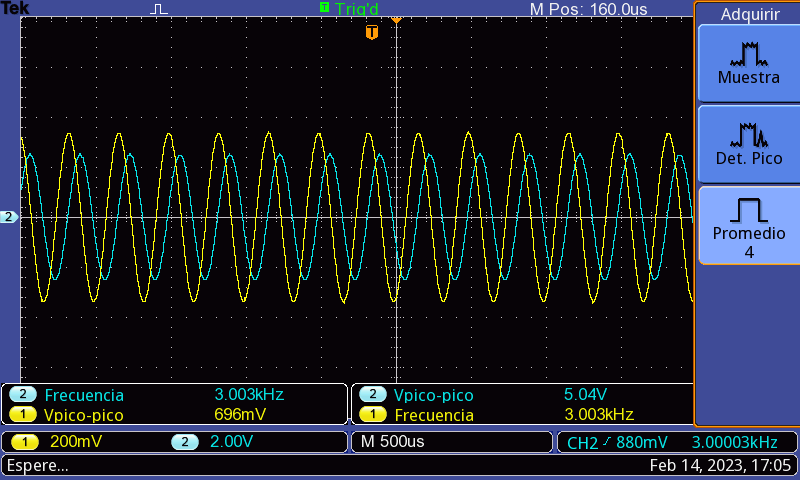 Tek T Trig'd M Pos: 160.0us
T
Adquirir
Muestra
Det. Pico
Promedio
4
2
2 Frecuencia 3.003kHz
1 Vpico-pico 696mV
2 Vpico-pico 5.04V
1 Frecuencia 3.003kHz
1 200mV 2 2.00V M 500us CH2 880mV 3.00003kHz
Espere... Feb 14, 2023, 17:05